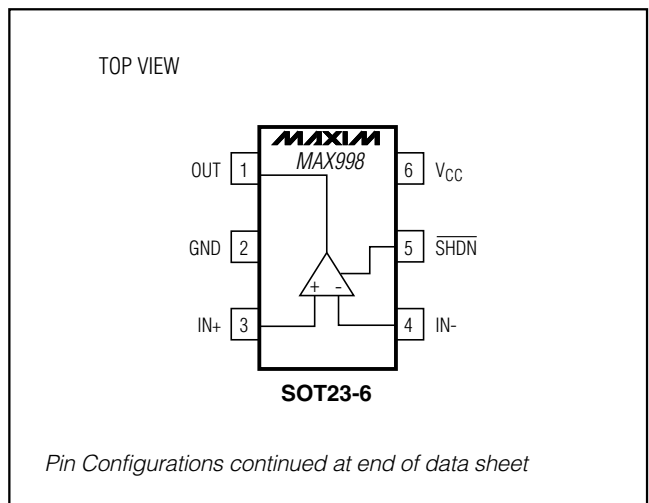 TOP VIEW
MAXIM
MAX998
OUT 1
6 VCC
GND 2
5 SHDN
+ -
IN+ 3
4 IN-
SOT23-6
Pin Configurations continued at end of data sheet